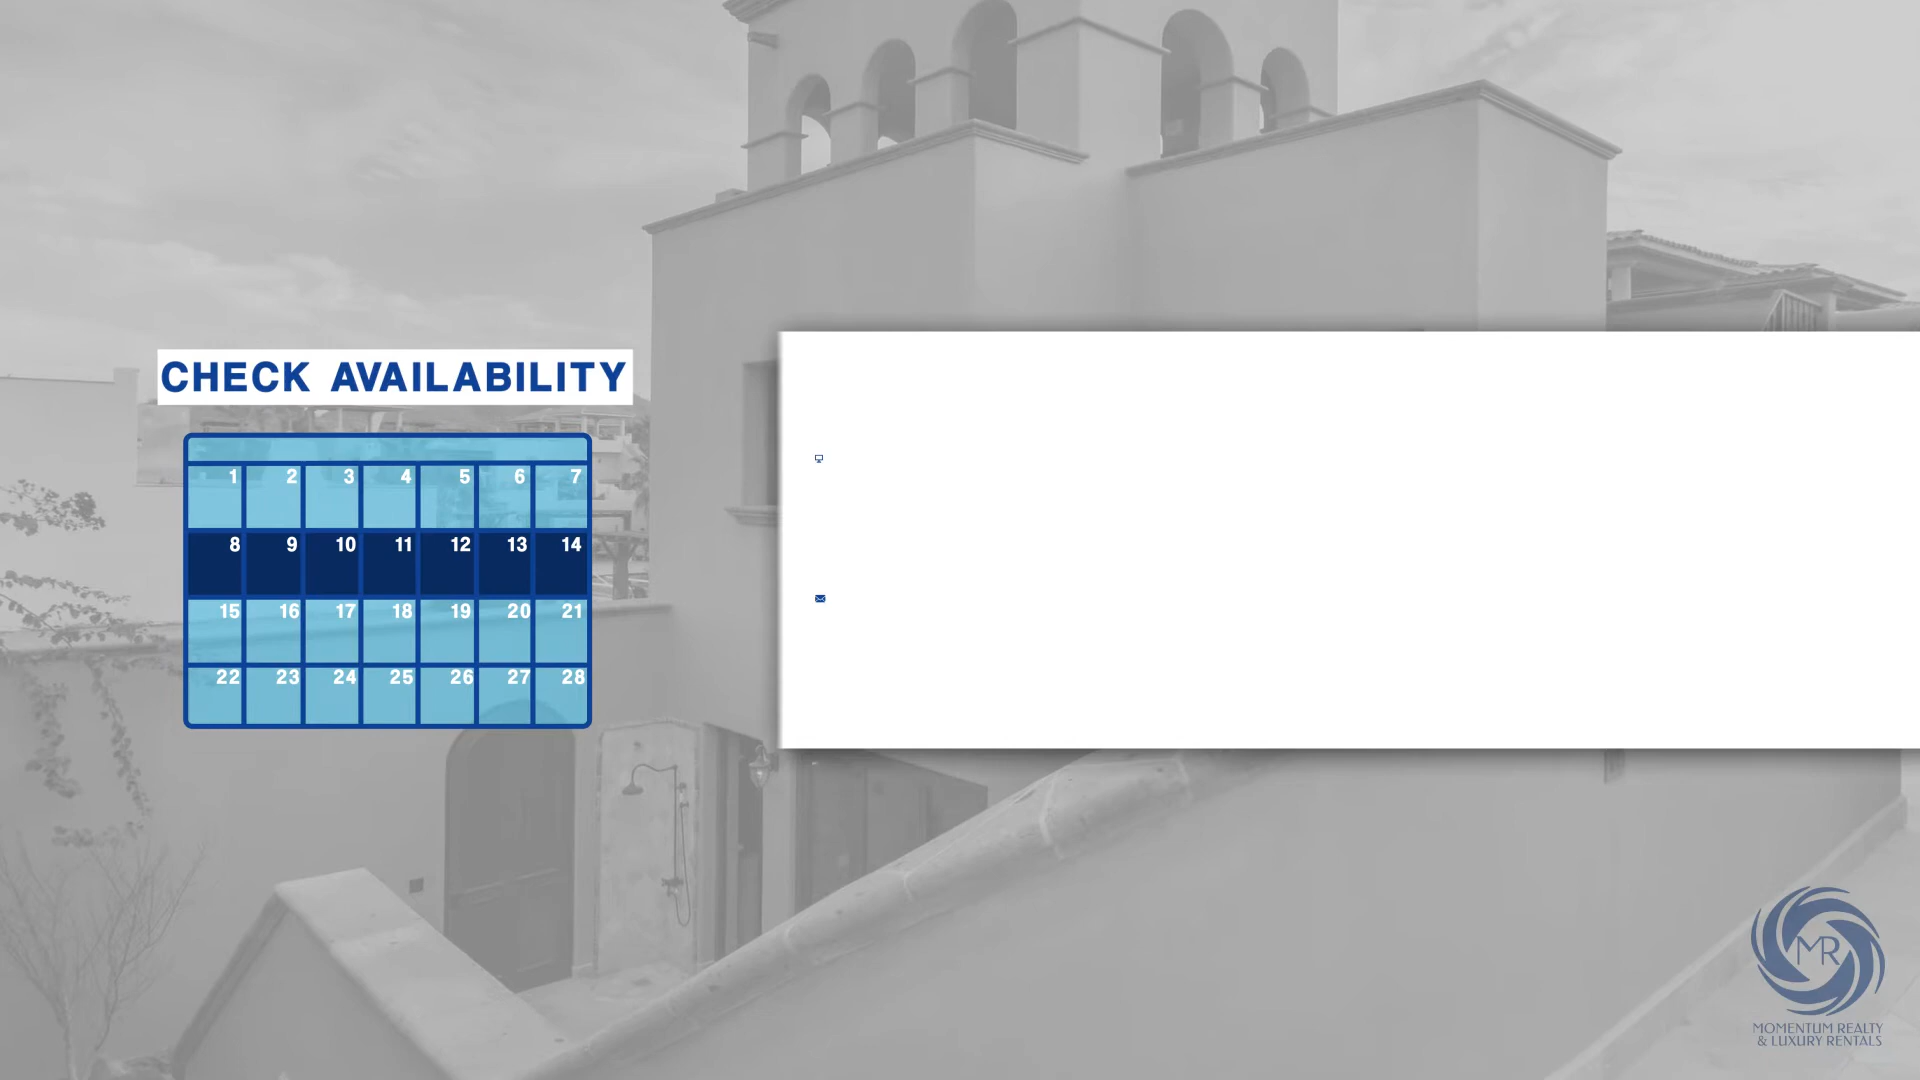 CHECK AVAILABILITY
1 2 3 4 5 6 7
8 9 10 11 12 13 14
15 16 17 18 19 20 21
22 23 24 25 26 27 28
MR
MOMENTUM REALTY
& LUXURY RENTALS